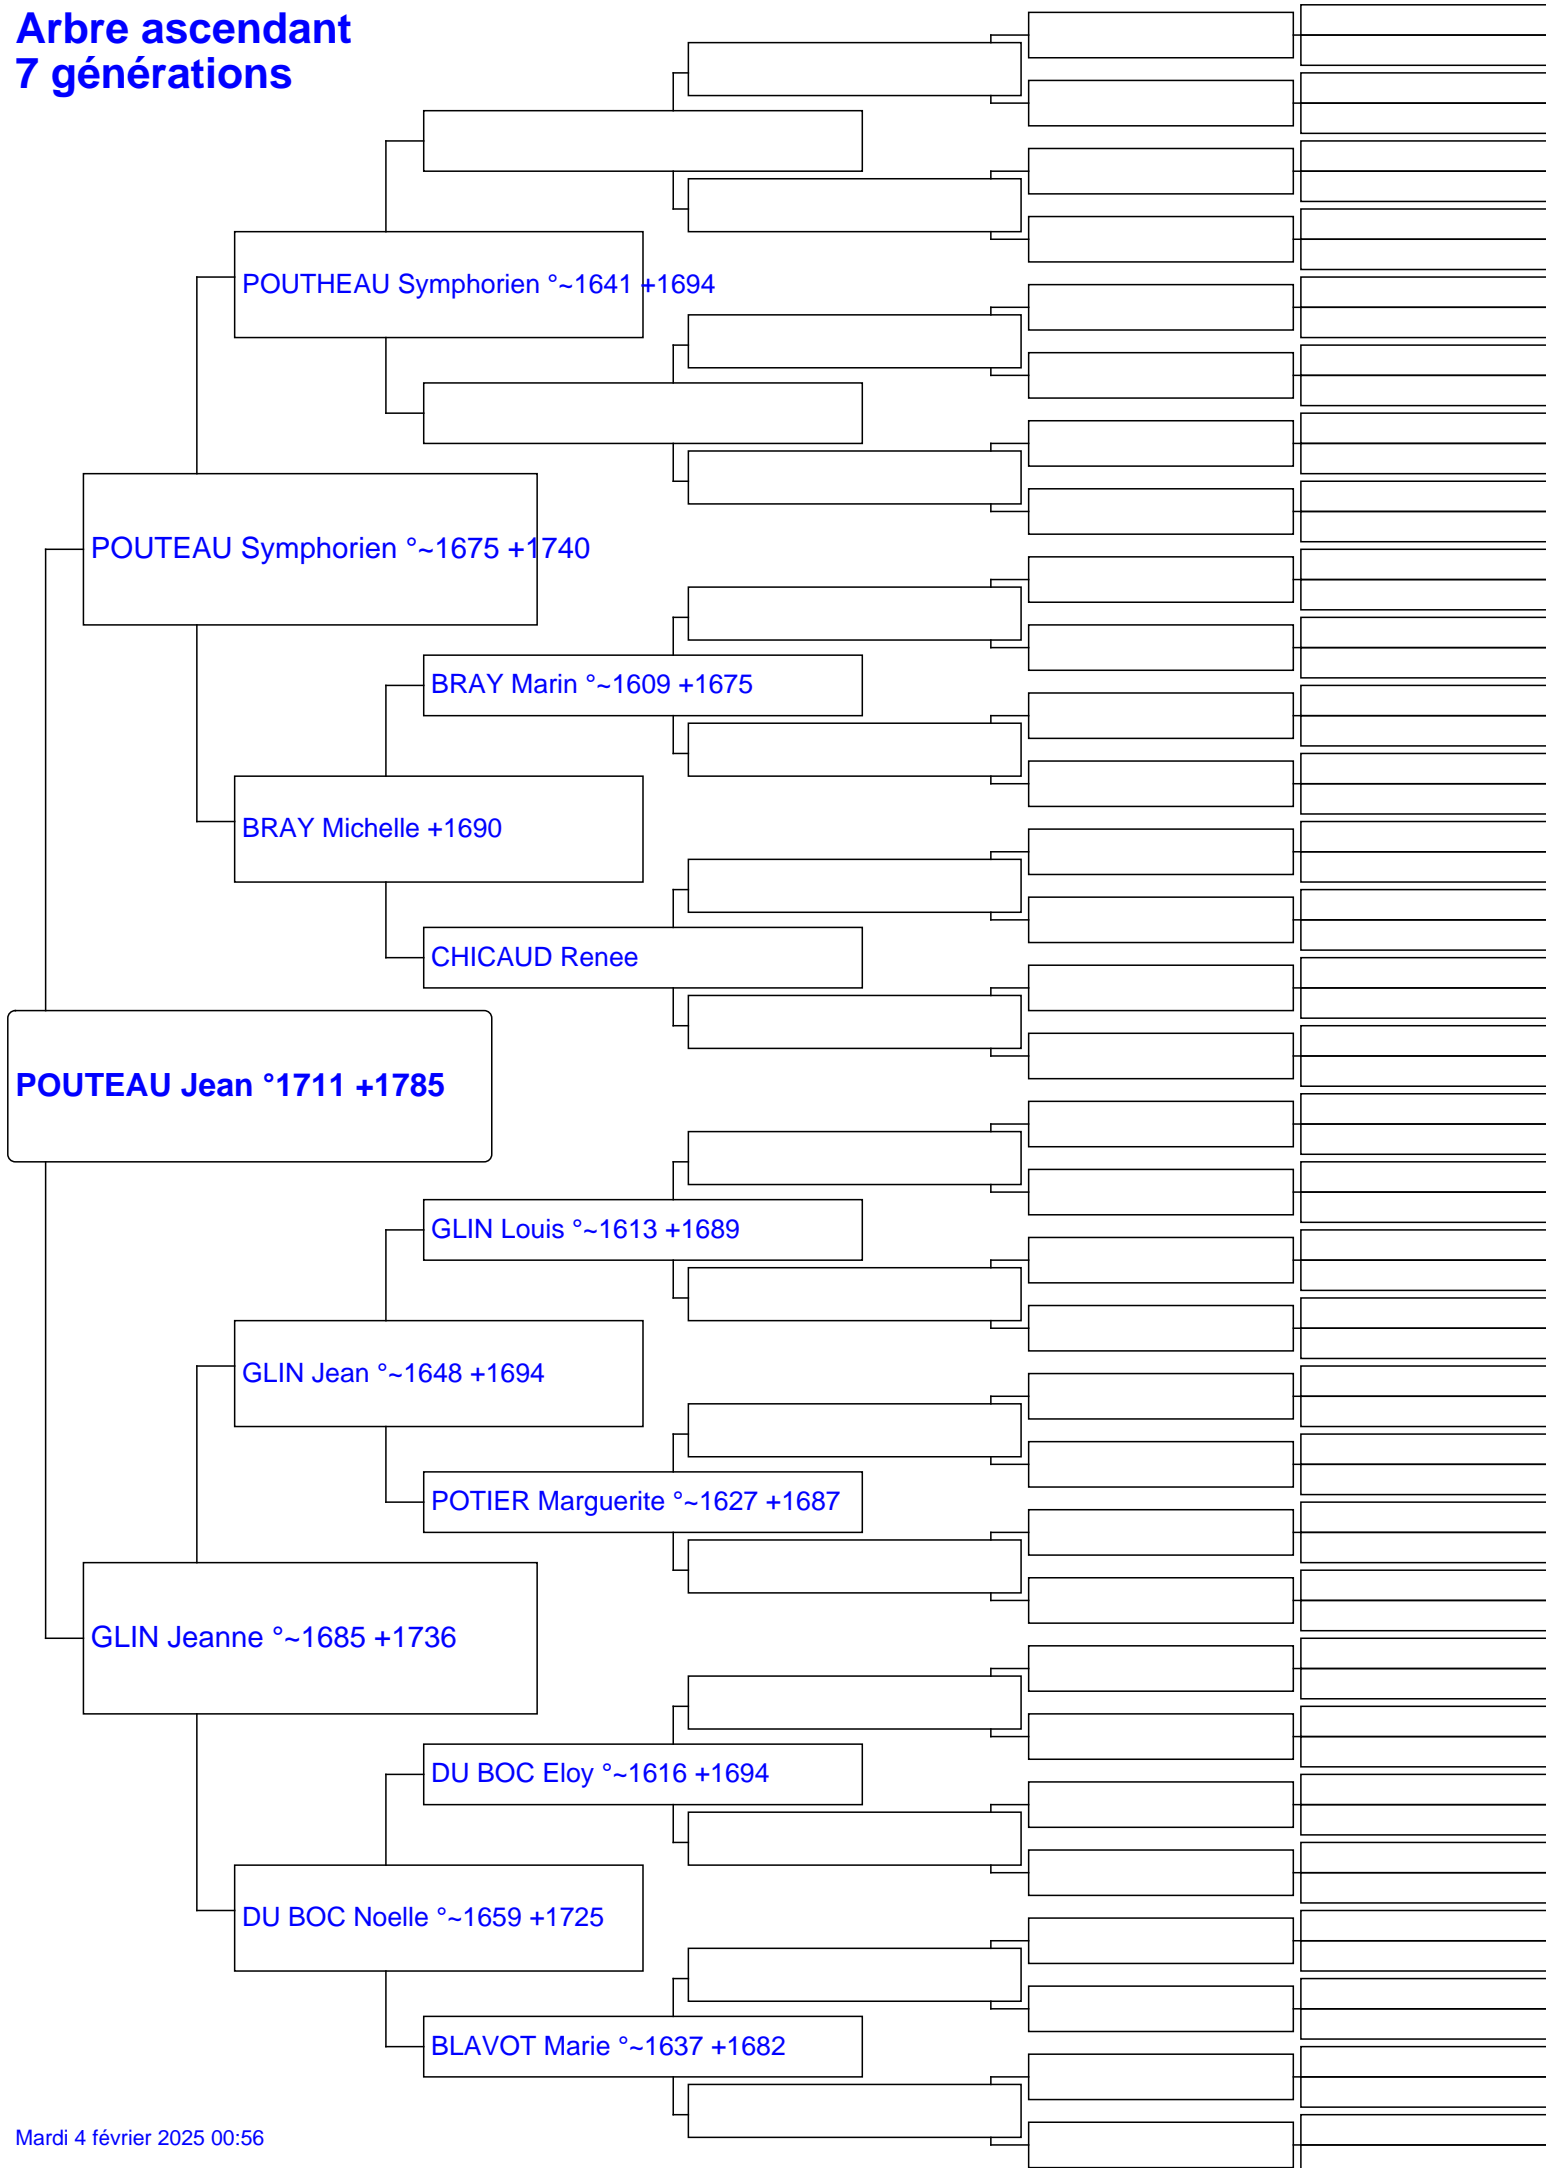 Arbre ascendant
7 générations
POUTHEAU Symphorien °~1641 +1694
POUTEAU Symphorien °~1675 +1740
BRAY Marin °~1609 +1675
BRAY Michelle +1690
CHICAUD Renee
POUTEAU Jean °1711 +1785
GLIN Louis °~1613 +1689
GLIN Jean °~1648 +1694
POTIER Marguerite °~1627 +1687
GLIN Jeanne °~1685 +1736
DU BOC Eloy °~1616 +1694
DU BOC Noelle °~1659 +1725
BLAVOT Marie °~1637 +1682
Mardi 4 février 2025 00:56